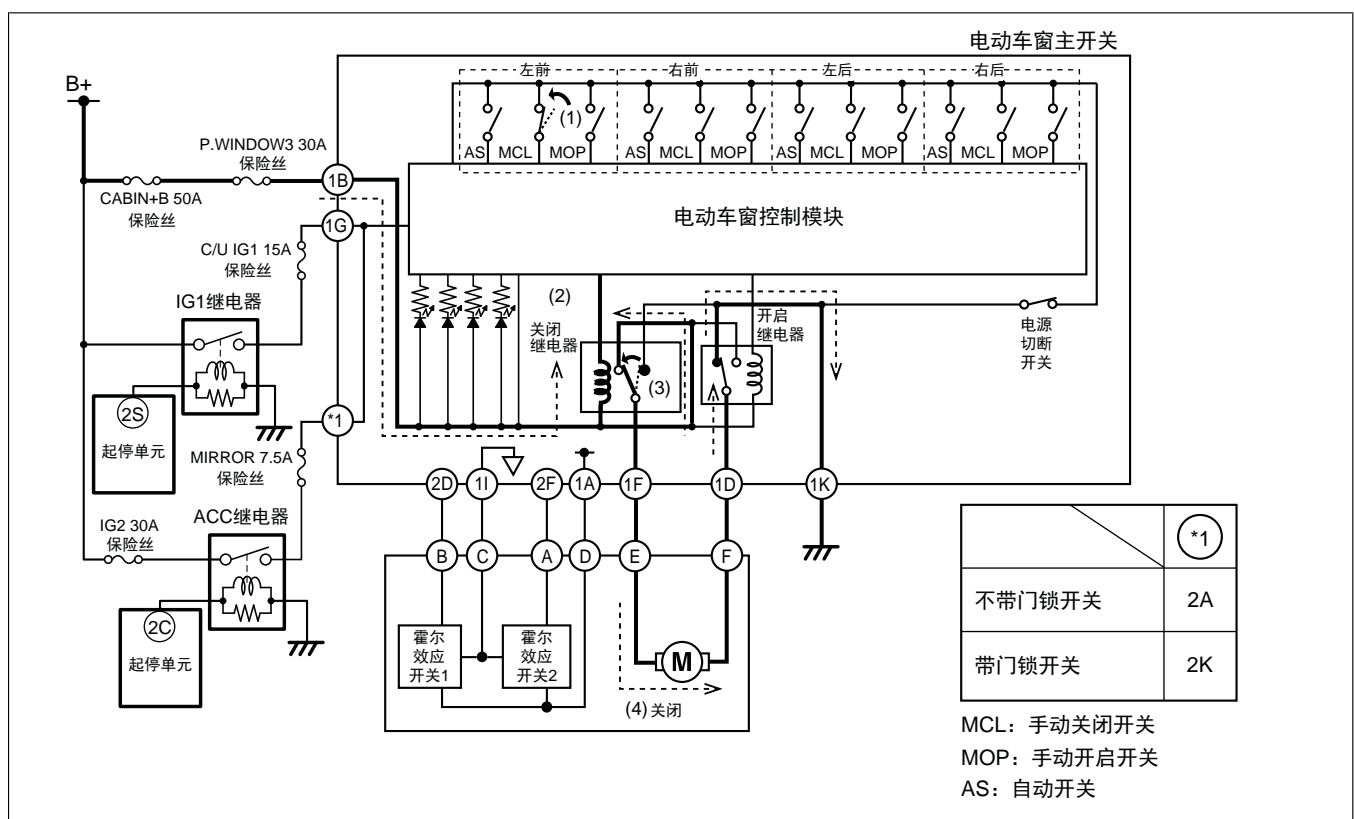 电动车窗主开关
B+
左前
右前
左后
右后
(1)
AS MCL MOP AS MCL MOP AS MCL MOP AS MCL MOP
P.WINDOW3 30A
保险丝
1B
CABIN+B 50A
保险丝
电动车窗控制模块
1G
C/U IG1 15A
保险丝
IG1继电器
(2)
关闭
继电器
开启
继电器
电源
切断
开关
(3)
2S
起停单元
*1
MIRROR 7.5A
保险丝
2D 1I 2F 1A 1F 1D 1K
IG2 30A
保险丝
ACC继电器
B C A D E F
2C
起停单元
霍尔
效应
开关1
霍尔
效应
开关2
M
(4) 关闭
*1
不带门锁开关 2A
带门锁开关 2K
MCL：手动关闭开关
MOP：手动开启开关
AS：自动开关